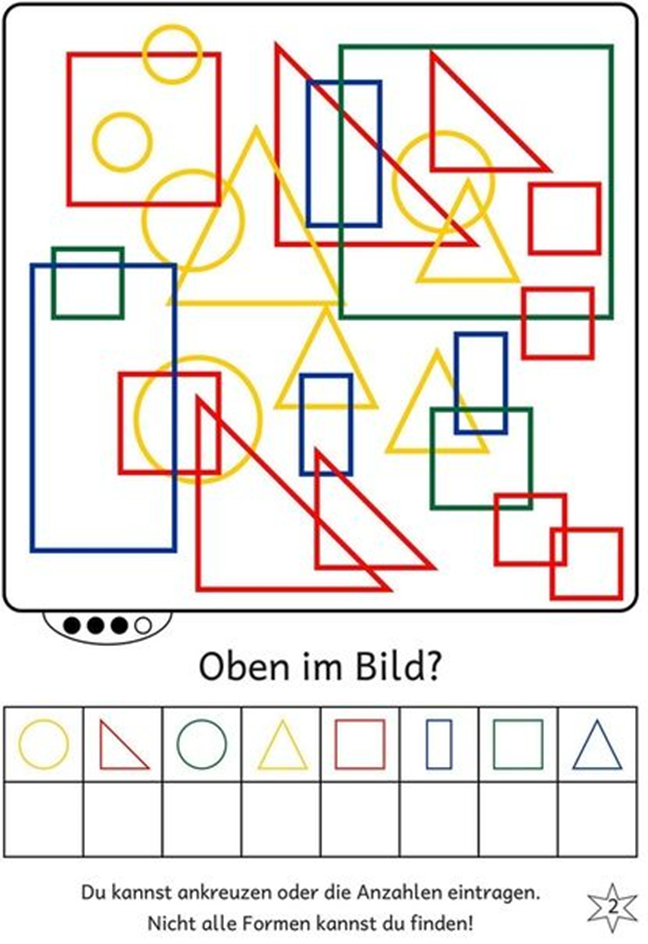 Oben im Bild?
Du kannst ankreuzen oder die Anzahlen eintragen.
Nicht alle Formen kannst du finden!
2